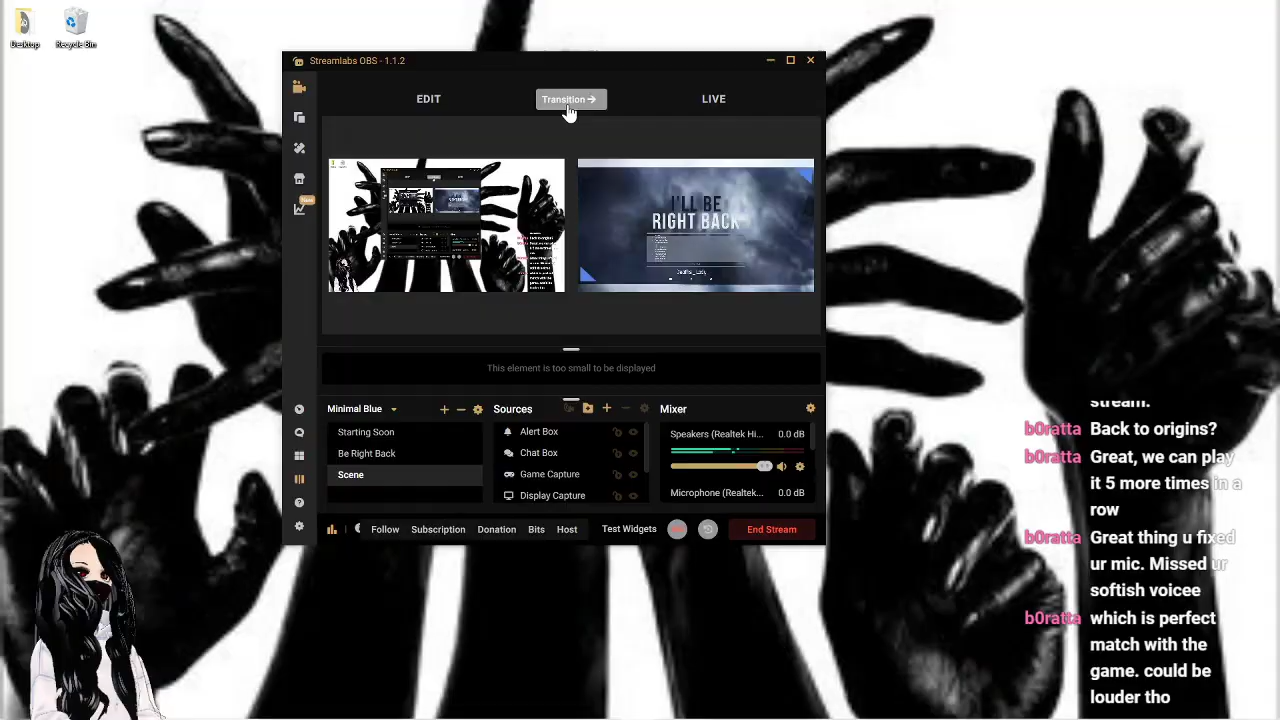 Desktop
Recycle Bin
Streamlabs OBS - 1.1.2
EDIT
Transition
LIVE
I'LL BE
RIGHT BACK
This element is too small to be displayed
Minimal Blue
Starting Soon
Be Right Back
Scene
Sources
Alert Box
Chat Box
Game Capture
Display Capture
Mixer
Speakers (Realtek Hi... 0.0 dB
Microphone (Realtek... 0.0 dB
Follow Subscription Donation Bits Host
Test Widgets
End Stream
stream.
b0ratta Back to origins?
b0ratta Great, we can play
it 5 more times in a
row
b0ratta Great thing u fixed
ur mic. Missed ur
softish voicee
b0ratta which is perfect
match with the
game. could be
louder tho